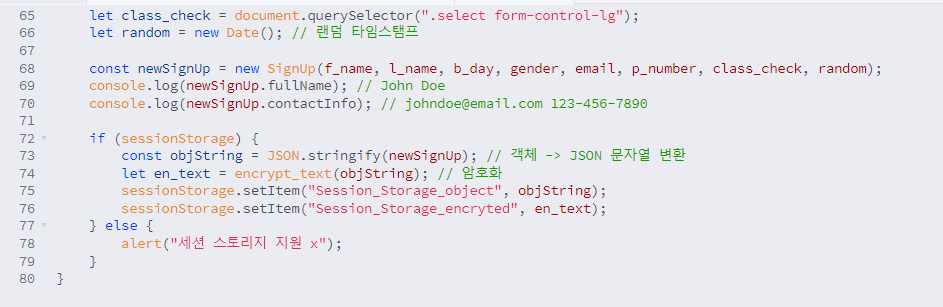 65 let class_check = document.querySelector(".select form-control-lg");
66 let random = new Date(); // 랜덤 타임스탬프
67
68 const newSignUp = new SignUp(f_name, l_name, b_day, gender, email, p_number, class_check, random);
69 console.log(newSignUp.fullName); // John Doe
70 console.log(newSignUp.contactInfo); // johndoe@email.com 123-456-7890
71
72 if (sessionStorage) {
73 const objString = JSON.stringify(newSignUp); // 객체 -> JSON 문자열 변환
74 let en_text = encrypt_text(objString); // 암호화
75 sessionStorage.setItem("Session_Storage_object", objString);
76 sessionStorage.setItem("Session_Storage_encryted", en_text);
77 } else {
78 alert("세션 스토리지 지원 x");
79 }
80 }